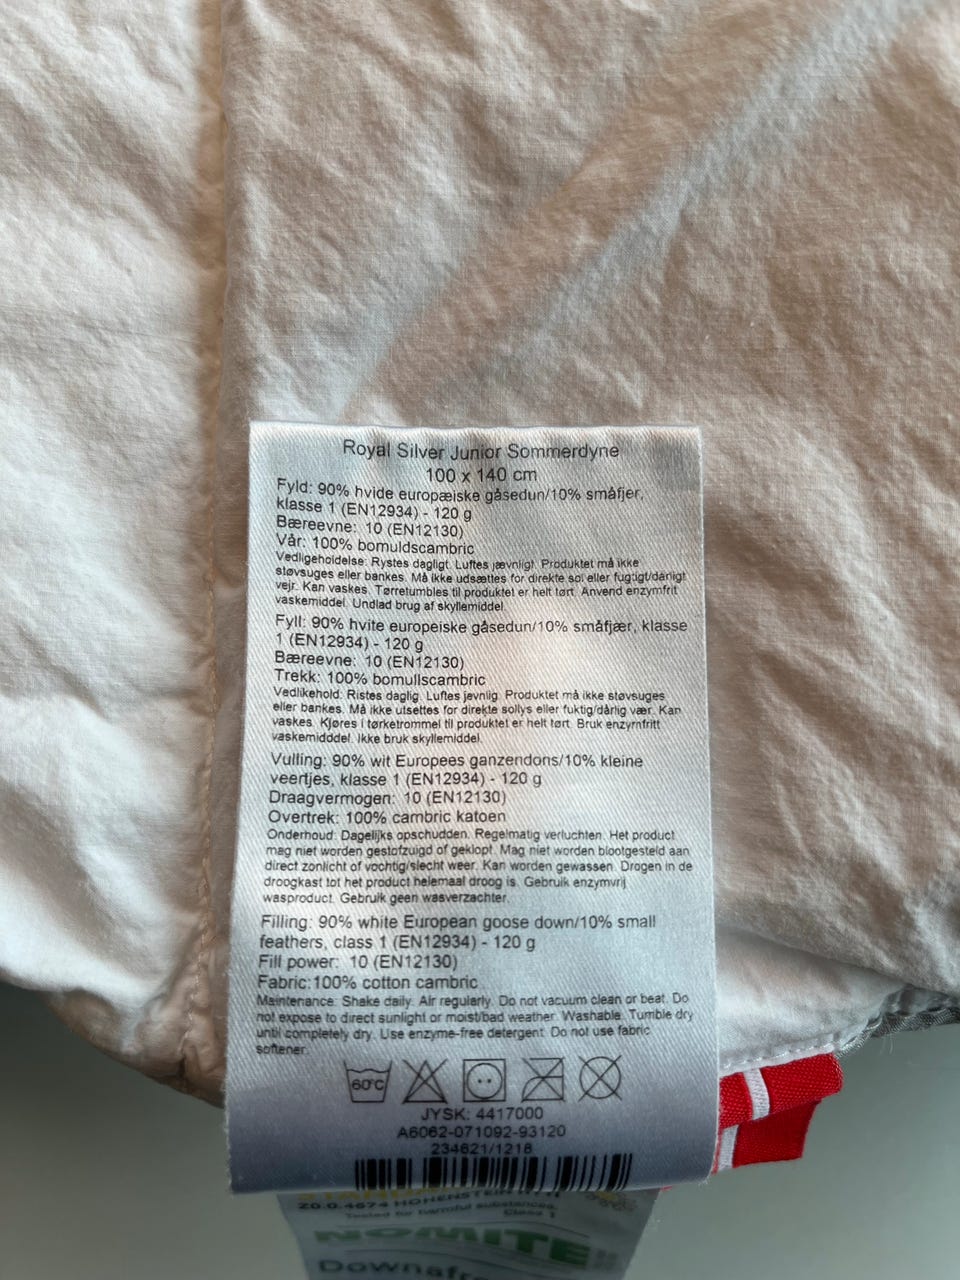 Royal Silver Junior Sommerdyne
100 x 140 cm
Fyld: 90% hvide europæiske gåsedun/10% småfjer,
klasse 1 (EN12934) - 120 g
Bæreevne: 10 (EN12130)
Vår: 100% bomuldscambric
Vedligeholdelse: Rystes dagligt. Luftes jævnligt. Produktet må ikke
støvsuges eller bankes. Må ikke udsættes for direkte sol eller fugtigt/dårligt
vejr. Kan vaskes. Tørretumbles til produktet er helt tørt. Anvend enzymfrit
vaskemiddel. Undlad brug af skyllemiddel.
Fyll: 90% hvite europeiske gåsedun/10% småfjær, klasse
1 (EN12934) - 120 g
Bæreevne: 10 (EN12130)
Trekk: 100% bomullscambric
Vedlikehold: Ristes daglig. Luftes jevnlig. Produktet må ikke støvsuges
eller bankes. Må ikke utsettes for direkte sollys eller fuktig/dårlig vær. Kan
vaskes. Kjøres i tørketrommel til produktet er helt tørt. Bruk enzymfritt
vaskemidddel. Ikke bruk skyllemiddel.
Vulling: 90% wit Europees ganzendons/10% kleine
veertjes, klasse 1 (EN12934) - 120 g
Draagvermogen: 10 (EN12130)
Overtrek: 100% cambric katoen
Onderhoud: Dagelijks opschudden. Regelmatig verluchten. Het product
mag niet worden gestofzuigd of geklopt. Mag niet worden blootgesteld aan
direct zonlicht of vochtig/slecht weer. Kan worden gewassen. Drogen in de
droogkast tot het product helemaal droog is. Gebruik enzymvrij
wasproduct. Gebruik geen wasverzachter.
Filling: 90% white European goose down/10% small
feathers, class 1 (EN12934) - 120 g
Fill power: 10 (EN12130)
Fabric:100% cotton cambric
Maintenance: Shake daily. Air regularly. Do not vacuum clean or beat. Do
not expose to direct sunlight or moist/bad weather. Washable. Tumble dry
until completely dry. Use enzyme-free detergent. Do not use fabric
softener.
60°C
JYSK: 4417000
A6062-071092-93120
234621/1218
20.0.4674 HOHENSTEIN
Tested for harmful substances.
Class 1
NOMITE